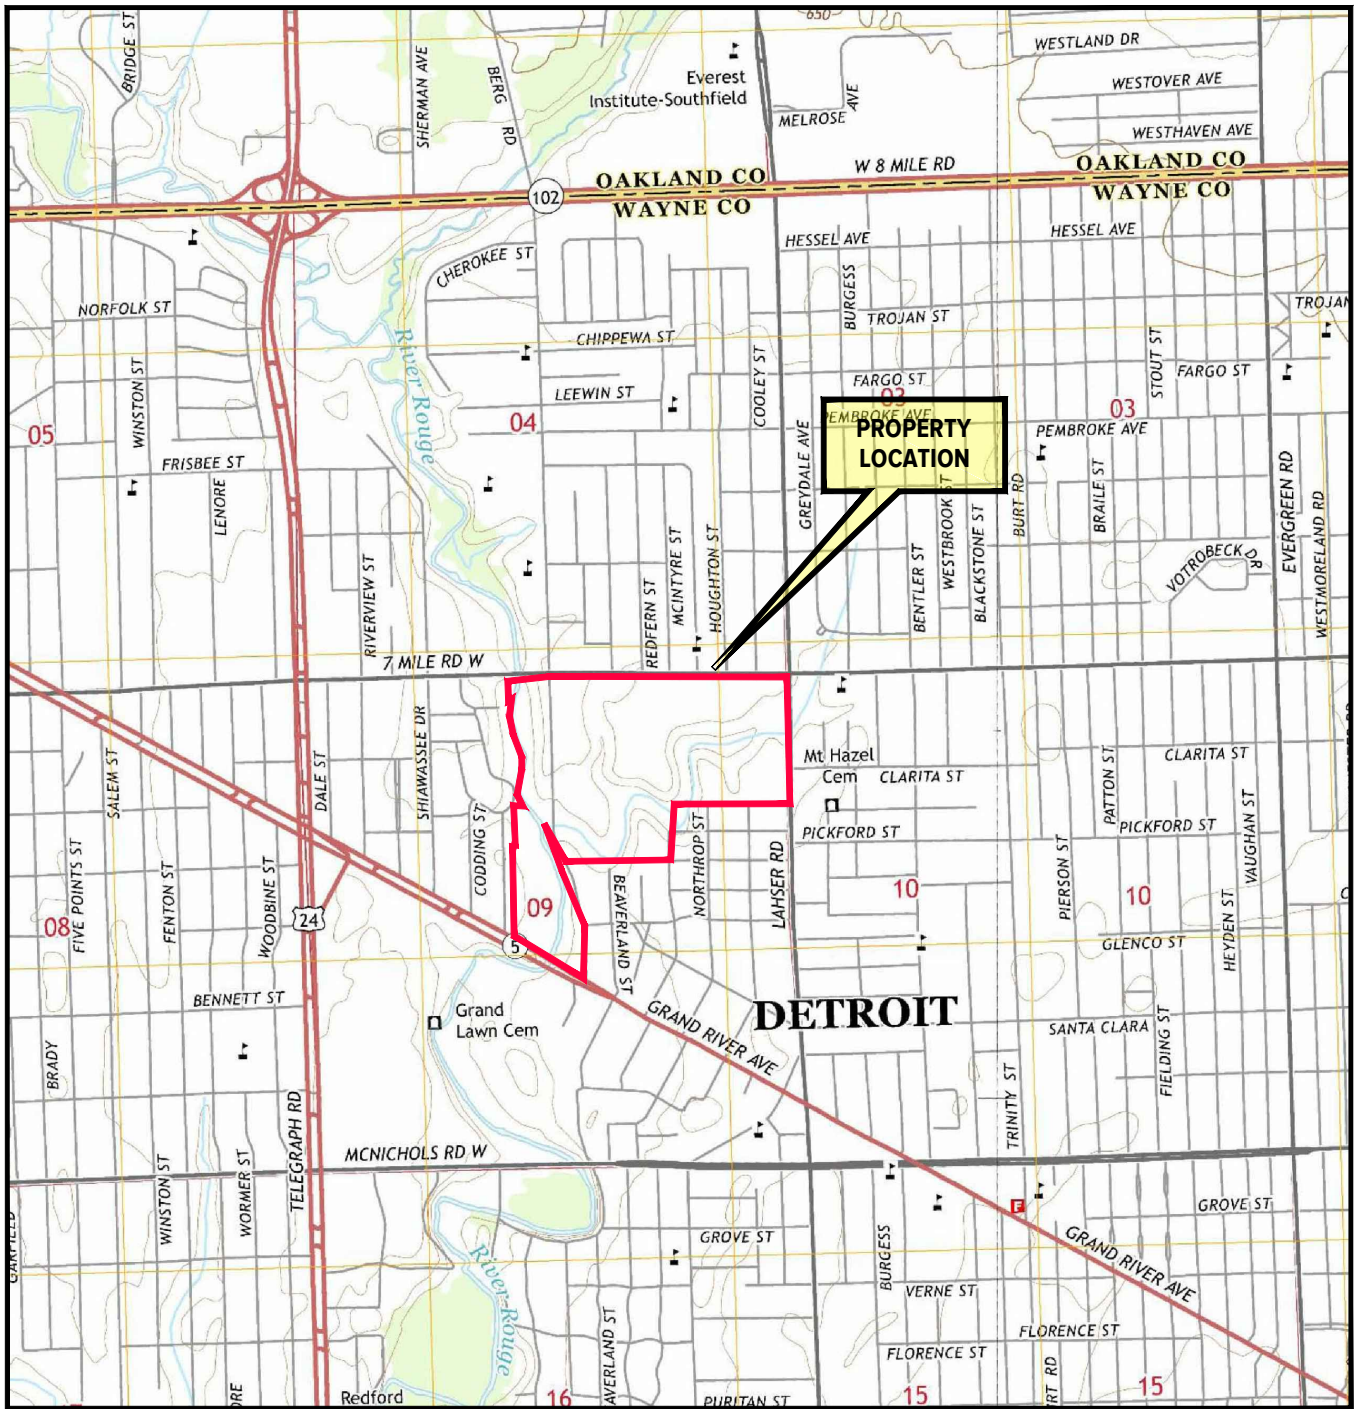 650
BRIDGE ST
SHERMAN AVE
BERG RD
Everest
Institute-Southfield
MELROSE AVE
WESTLAND DR
WESTOVER AVE
WESTHAVEN AVE
W 8 MILE RD
OAKLAND CO
WAYNE CO
OAKLAND CO
WAYNE CO
102
CHEROKEE ST
HESSEL AVE
HESSEL AVE
BURGESS
NORFOLK ST
TROJAN ST
TROJAN
River Rouge
CHIPPEWA ST
WINSTON ST
LEEWIN ST
COOLEY ST
FARGO ST
STOUT ST
FARGO ST
03
03
PEMBROKE AVE
PEMBROKE AVE
PROPERTY
LOCATION
05
04
FRISBEE ST
LENORE
GREYDALE AVE
WESTBROOK ST
BURT RD
BRAILE ST
EVERGREEN RD
WESTMORELAND RD
RIVERVIEW ST
REDFERN ST
MCINTYRE ST
HOUGHTON ST
BENTLER ST
BLACKSTONE ST
VOTROBECK DR
7 MILE RD W
SALEM ST
DALE ST
SHIAWASSEE DR
CODDING ST
Mt Hazel
Cem
CLARITA ST
CLARITA ST
PATTON ST
PICKFORD ST
PICKFORD ST
VAUGHAN ST
FIVE POINTS ST
FENTON ST
WOODBINE ST
08
24
09
5
BEAVERLAND ST
NORTHROP ST
LAHSER RD
10
PIERSON ST
10
GLENCO ST
HEYDEN ST
BENNETT ST
Grand
Lawn Cem
GRAND RIVER AVE
DETROIT
SANTA CLARA
FIELDING ST
BRADY
TELEGRAPH RD
TRINITY ST
MCNICHOLS RD W
WINSTON ST
WORMER ST
GARFIELD
GROVE ST
GROVE ST
F
River Rouge
BURGESS
GRAND RIVER AVE
VERNE ST
FLORENCE ST
FLORENCE ST
Redford
16
PURITAN ST
15
15